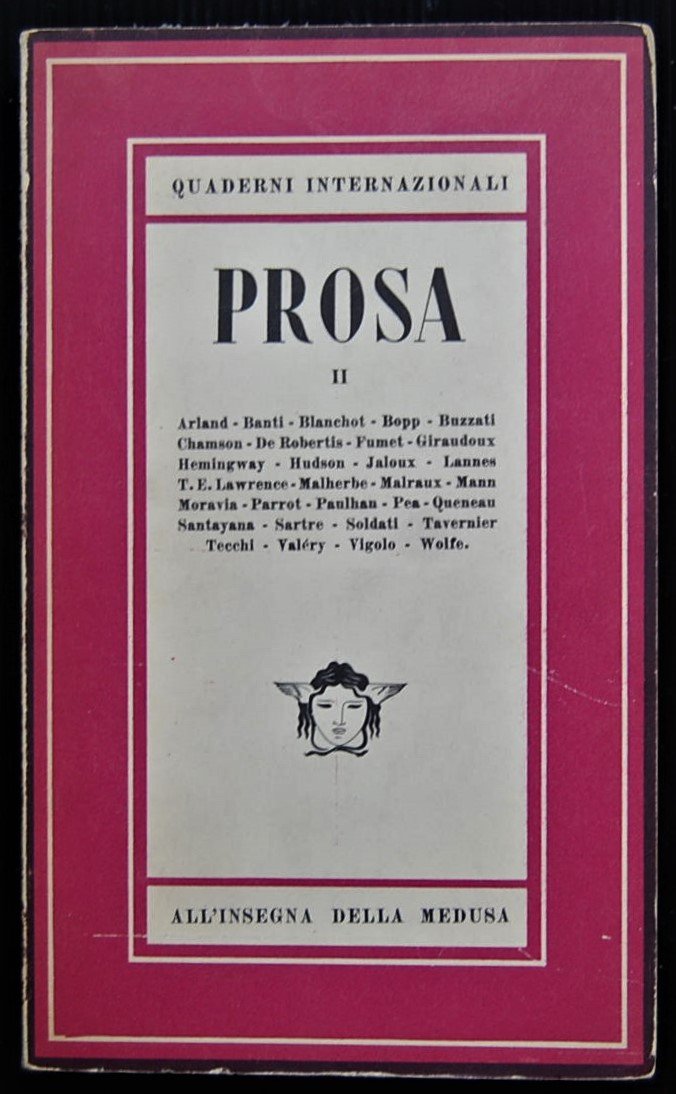 QUADERNI INTERNAZIONALI
PROSA
II
Arland - Banti - Blanchot - Bopp - Buzzati
Chamson - De Robertis - Fumet - Giraudoux
Hemingway - Hudson - Jaloux - Lannes
T. E. Lawrence - Malherbe - Malraux - Mann
Moravia - Parrot - Paulhan - Pea - Queneau
Santayana - Sartre - Soldati - Tavernier
Tecchi - Valéry - Vigolo - Wolfe.
ALL'INSEGNA DELLA MEDUSA